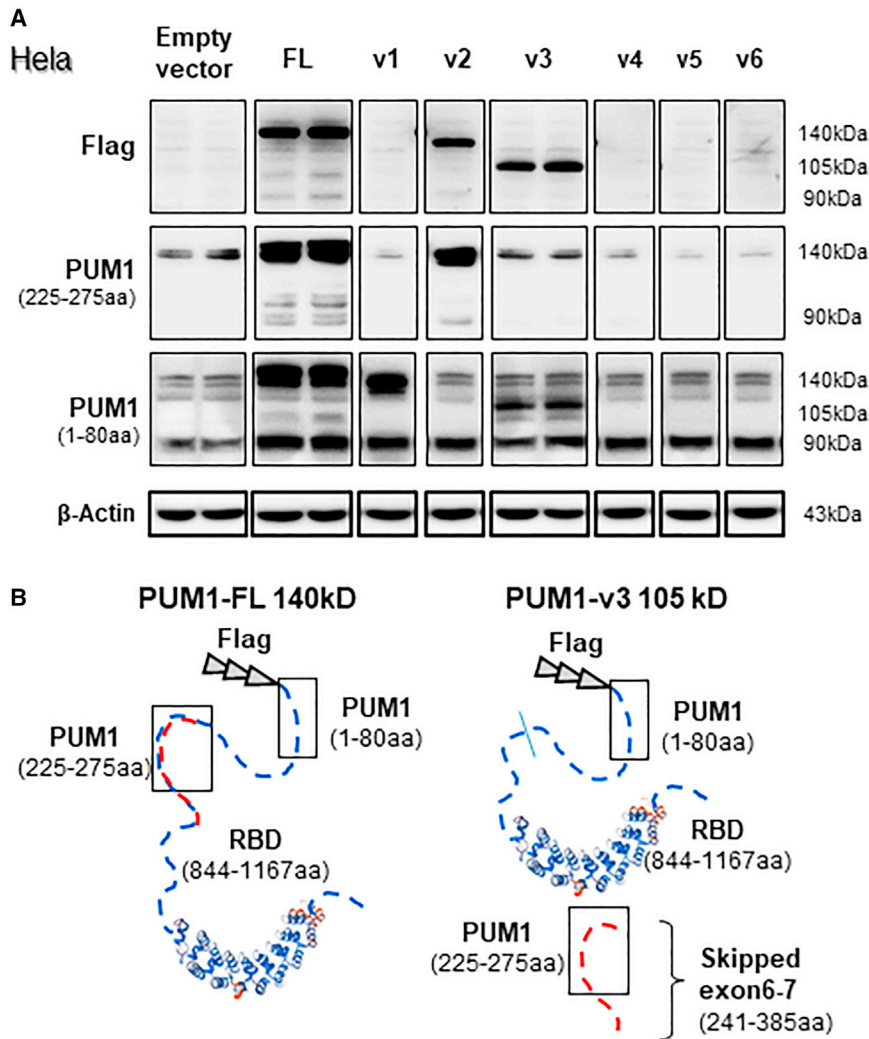 A
Hela
Empty vector FL v1 v2 v3 v4 v5 v6
Flag
140kDa
105kDa
90kDa
PUM1
(225-275aa)
140kDa
90kDa
PUM1
(1-80aa)
140kDa
105kDa
90kDa
β-Actin
43kDa
B
PUM1-FL 140kD
Flag
PUM1
(1-80aa)
PUM1
(225-275aa)
RBD
(844-1167aa)
PUM1-v3 105 kD
Flag
PUM1
(1-80aa)
RBD
(844-1167aa)
PUM1
(225-275aa)
Skipped
exon6-7
(241-385aa)